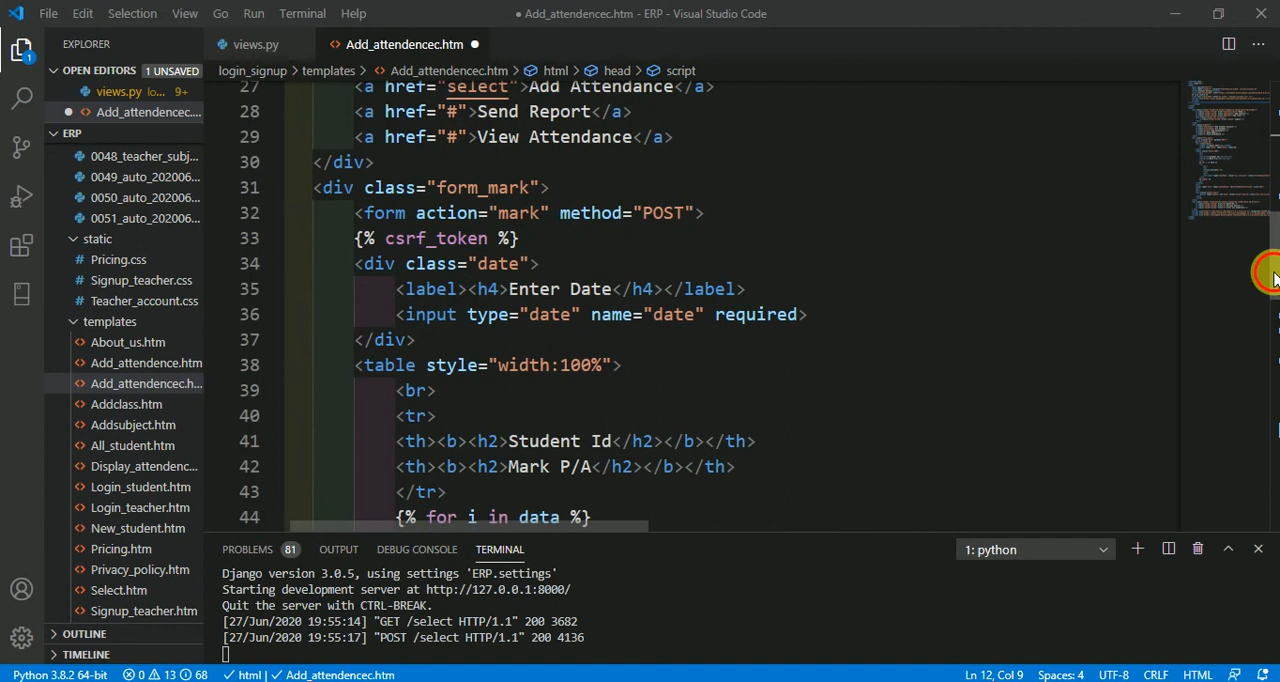 File Edit Selection View Go Run Terminal Help
● Add_attendencec.htm - ERP - Visual Studio Code
EXPLORER
views.py
Add_attendencec.htm
OPEN EDITORS 1 UNSAVED
views.py lo... 9+
Add_attendencec....
ERP
0048_teacher_subj...
0049_auto_202006...
0050_auto_202006...
0051_auto_202006...
static
# Pricing.css
# Signup_teacher.css
# Teacher_account.css
templates
About_us.htm
Add_attendence.htm
Add_attendencec.h...
Addclass.htm
Addsubject.htm
All_student.htm
Display_attendenc...
Login_student.htm
Login_teacher.htm
New_student.htm
Pricing.htm
Privacy_policy.htm
Select.htm
Signup_teacher.htm
OUTLINE
TIMELINE
login_signup > templates > Add_attendencec.htm > html > head > script
27 <a href="select">Add Attendance</a>
28 <a href="#">Send Report</a>
29 <a href="#">View Attendance</a>
30 </div>
31 <div class="form_mark">
32 <form action="mark" method="POST">
33 {% csrf_token %}
34 <div class="date">
35 <label><h4>Enter Date</h4></label>
36 <input type="date" name="date" required>
37 </div>
38 <table style="width:100%">
39 <br>
40 <tr>
41 <th><b><h2>Student Id</h2></b></th>
42 <th><b><h2>Mark P/A</h2></b></th>
43 </tr>
44 {% for i in data %}
PROBLEMS 81 OUTPUT DEBUG CONSOLE TERMINAL
1: python
Django version 3.0.5, using settings 'ERP.settings'
Starting development server at http://127.0.0.1:8000/
Quit the server with CTRL-BREAK.
[27/Jun/2020 19:55:14] "GET /select HTTP/1.1" 200 3682
[27/Jun/2020 19:55:17] "POST /select HTTP/1.1" 200 4136
1
Python 3.8.2 64-bit 0 13 68 html | Add_attendencec.htm
Ln 12, Col 9 Spaces: 4 UTF-8 CRLF HTML